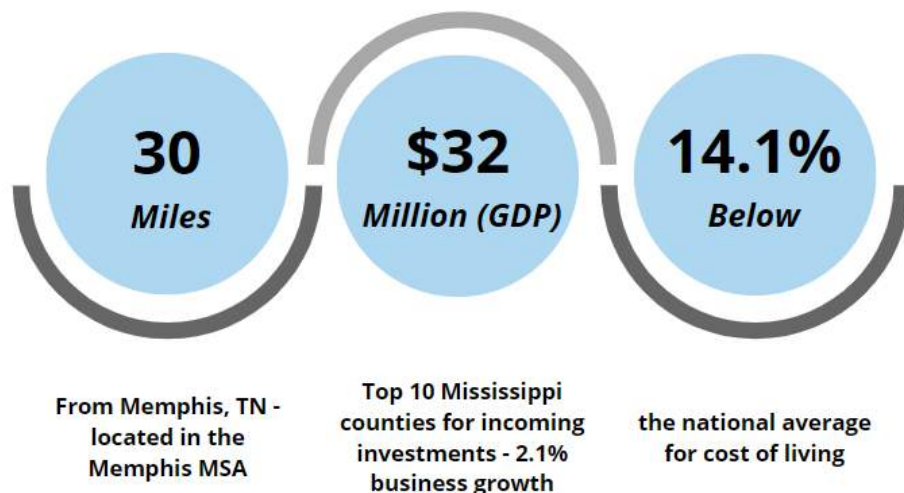 30
Miles
$32
Million (GDP)
14.1%
Below
From Memphis, TN -
located in the
Memphis MSA
Top 10 Mississippi
counties for incoming
investments - 2.1%
business growth
the national average
for cost of living